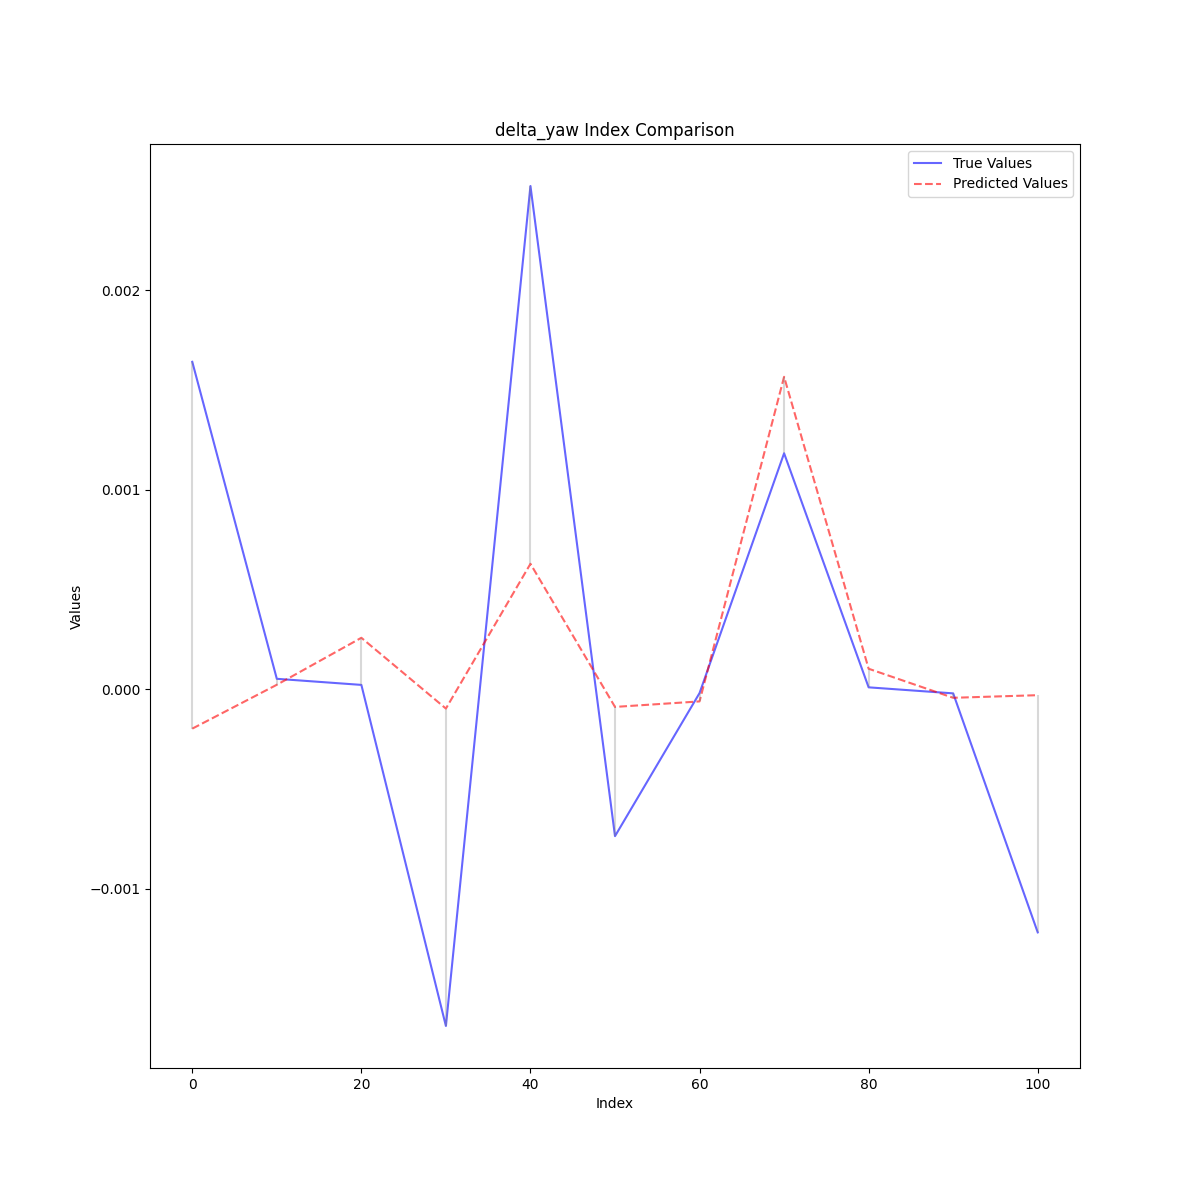 delta_yaw Index Comparison
True Values
Predicted Values
0.002
0.001
0.000
−0.001
Values
0
20
40
60
80
100
Index